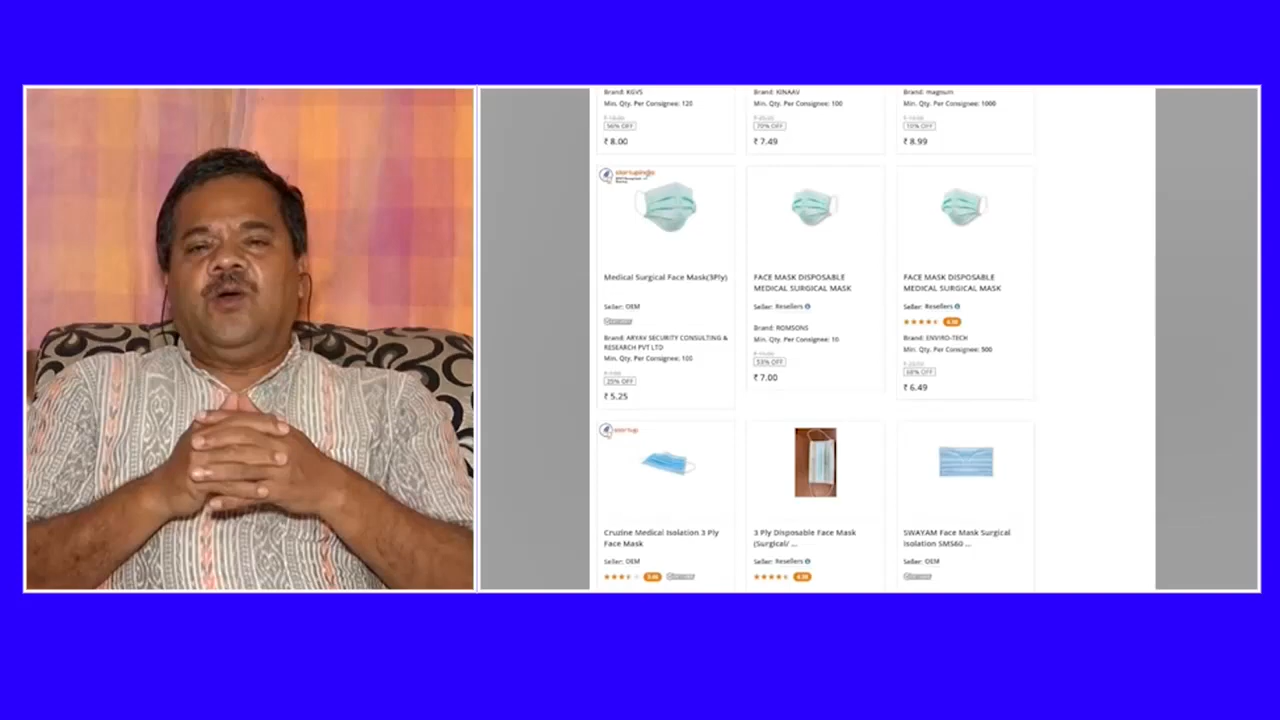 Brand: KGVS
Min. Qty. Per Consignee: 120
56% OFF
₹ 8.00
Brand: KINAAV
Min. Qty. Per Consignee: 100
70% OFF
₹ 7.49
Brand: magnum
Min. Qty. Per Consignee: 1000
10% OFF
₹ 8.99
startupindia
Medical Surgical Face Mask(3Ply)
Seller: OEM
Brand: ARYAV SECURITY CONSULTING &
RESEARCH PVT LTD
Min. Qty. Per Consignee: 100
25% OFF
₹ 5.25
FACE MASK DISPOSABLE
MEDICAL SURGICAL MASK
Seller: Resellers
Brand: ROMSONS
Min. Qty. Per Consignee: 10
53% OFF
₹ 7.00
FACE MASK DISPOSABLE
MEDICAL SURGICAL MASK
Seller: Resellers
Brand: ENVIRO-TECH
Min. Qty. Per Consignee: 500
68% OFF
₹ 6.49
Cruzine Medical Isolation 3 Ply
Face Mask
Seller: OEM
3 Ply Disposable Face Mask
(Surgical/ ...
Seller: Resellers
SWAYAM Face Mask Surgical
Isolation SMS60 ...
Seller: OEM